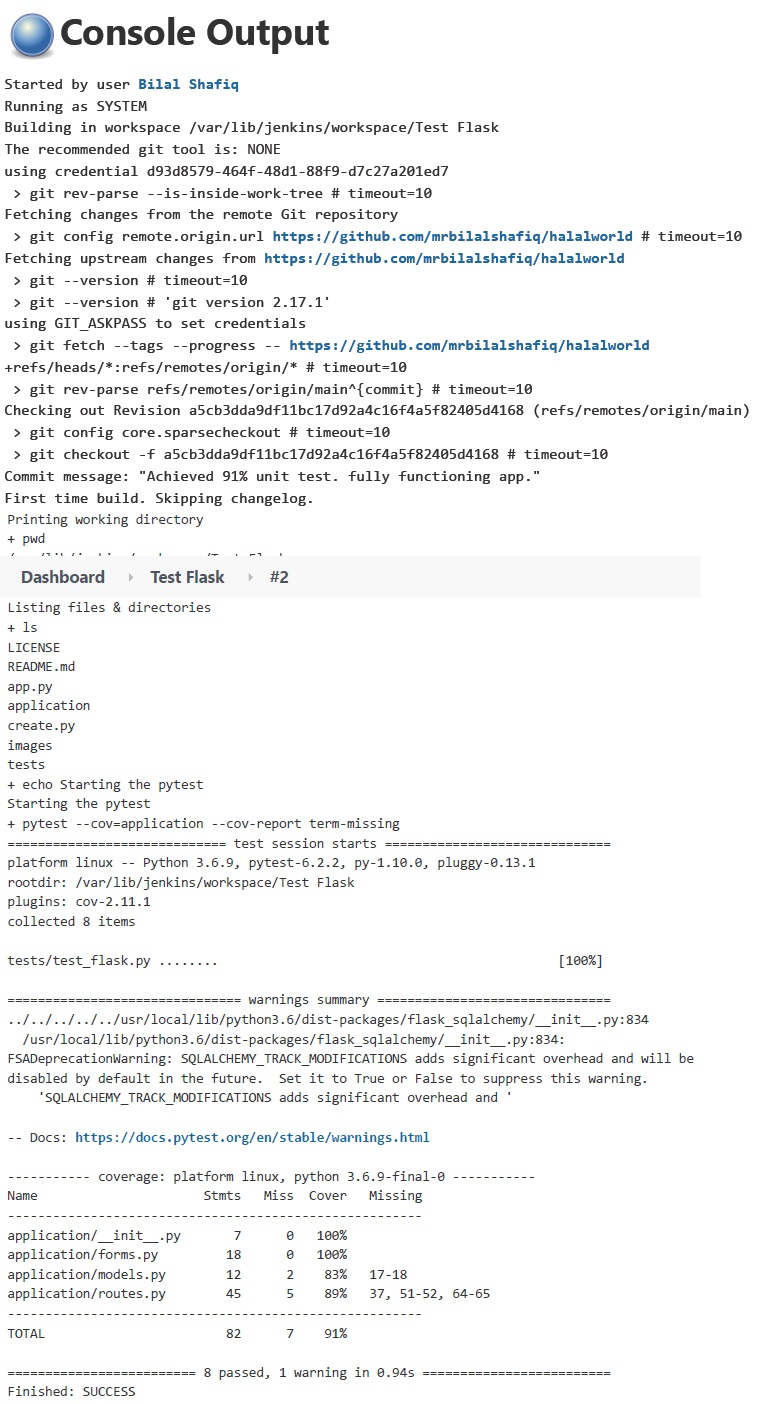 Console Output
Started by user Bilal Shafiq
Running as SYSTEM
Building in workspace /var/lib/jenkins/workspace/Test Flask
The recommended git tool is: NONE
using credential d93d8579-464f-48d1-88f9-d7c27a201ed7
 > git rev-parse --is-inside-work-tree # timeout=10
Fetching changes from the remote Git repository
 > git config remote.origin.url https://github.com/mrbilalshafiq/halalworld # timeout=10
Fetching upstream changes from https://github.com/mrbilalshafiq/halalworld
 > git --version # timeout=10
 > git --version # 'git version 2.17.1'
using GIT_ASKPASS to set credentials
 > git fetch --tags --progress -- https://github.com/mrbilalshafiq/halalworld
+refs/heads/*:refs/remotes/origin/* # timeout=10
 > git rev-parse refs/remotes/origin/main^{commit} # timeout=10
Checking out Revision a5cb3dda9df11bc17d92a4c16f4a5f82405d4168 (refs/remotes/origin/main)
 > git config core.sparsecheckout # timeout=10
 > git checkout -f a5cb3dda9df11bc17d92a4c16f4a5f82405d4168 # timeout=10
Commit message: "Achieved 91% unit test. fully functioning app."
First time build. Skipping changelog.
Printing working directory
+ pwd
Dashboard Test Flask #2
Listing files & directories
+ ls
LICENSE
README.md
app.py
application
create.py
images
tests
+ echo Starting the pytest
Starting the pytest
+ pytest --cov=application --cov-report term-missing
============================= test session starts ==============================
platform linux -- Python 3.6.9, pytest-6.2.2, py-1.10.0, pluggy-0.13.1
rootdir: /var/lib/jenkins/workspace/Test Flask
plugins: cov-2.11.1
collected 8 items
tests/test_flask.py ........ [100%]
=============================== warnings summary ===============================
../../../../../usr/local/lib/python3.6/dist-packages/flask_sqlalchemy/__init__.py:834
  /usr/local/lib/python3.6/dist-packages/flask_sqlalchemy/__init__.py:834:
FSADeprecationWarning: SQLALCHEMY_TRACK_MODIFICATIONS adds significant overhead and will be
disabled by default in the future.  Set it to True or False to suppress this warning.
    'SQLALCHEMY_TRACK_MODIFICATIONS adds significant overhead and '
-- Docs: https://docs.pytest.org/en/stable/warnings.html
----------- coverage: platform linux, python 3.6.9-final-0 -----------
Name                      Stmts   Miss  Cover   Missing
-------------------------------------------------------
application/__init__.py       7      0   100%
application/forms.py         18      0   100%
application/models.py        12      2    83%   17-18
application/routes.py        45      5    89%   37, 51-52, 64-65
-------------------------------------------------------
TOTAL                        82      7    91%
========================= 8 passed, 1 warning in 0.94s =========================
Finished: SUCCESS